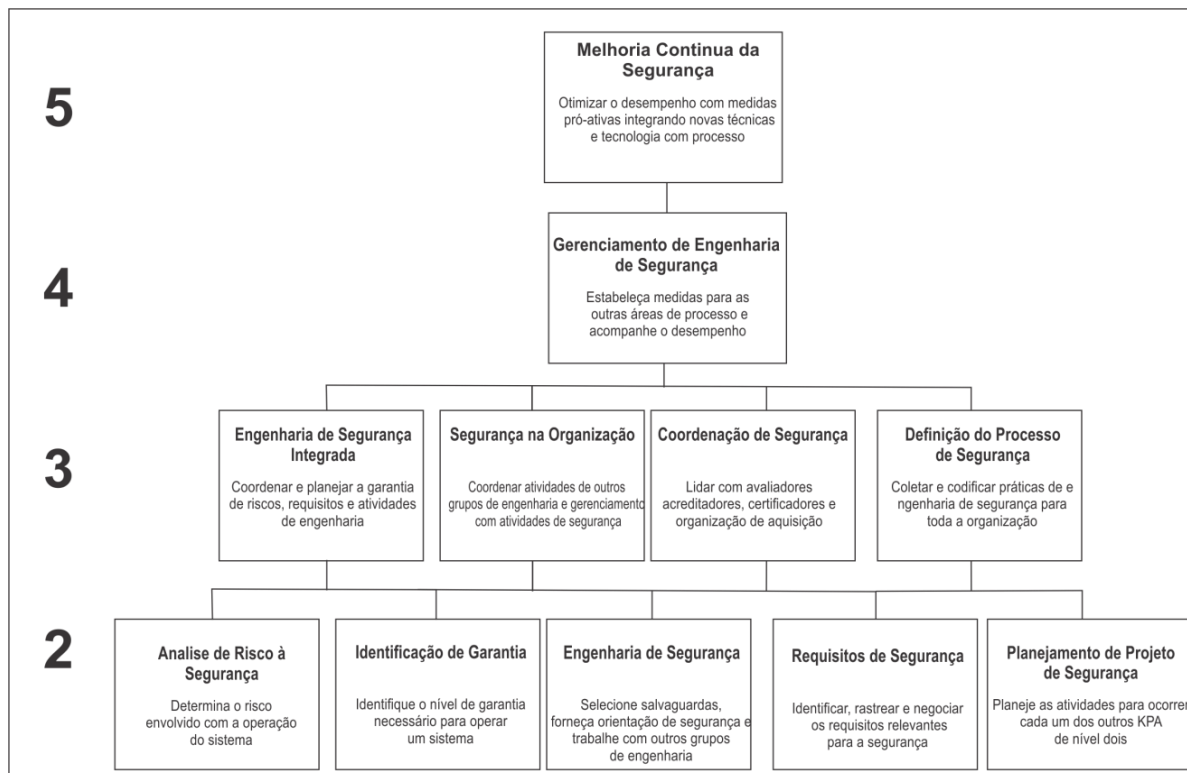 5
Melhoria Continua da
Segurança
Otimizar o desempenho com medidas
pró-ativas integrando novas técnicas
e tecnologia com processo
4
Gerenciamento de Engenharia
de Segurança
Estabeleça medidas para as
outras áreas de processo e
acompanhe o desempenho
3
Engenharia de Segurança
Integrada
Coordenar e planejar a garantia
de riscos, requisitos e atividades
de engenharia
Segurança na Organização
Coordenar atividades de outros
grupos de engenharia e gerenciamento
com atividades de segurança
Coordenação de Segurança
Lidar com avaliadores
acreditadores, certificadores e
organização de aquisição
Definição do Processo
de Segurança
Coletar e codificar práticas de e
ngenharia de segurança para
toda a organização
2
Analise de Risco à
Segurança
Determina o risco
envolvido com a operação
do sistema
Identificação de Garantia
Identifique o nível de garantia
necessário para operar
um sistema
Engenharia de Segurança
Selecione salvaguardas,
forneça orientação de segurança e
trabalhe com outros grupos
de engenharia
Requisitos de Segurança
Identificar, rastrear e negociar
os requisitos relevantes
para a segurança
Planejamento de Projeto
de Segurança
Planeje as atividades para ocorrer
cada um dos outros KPA
de nível dois